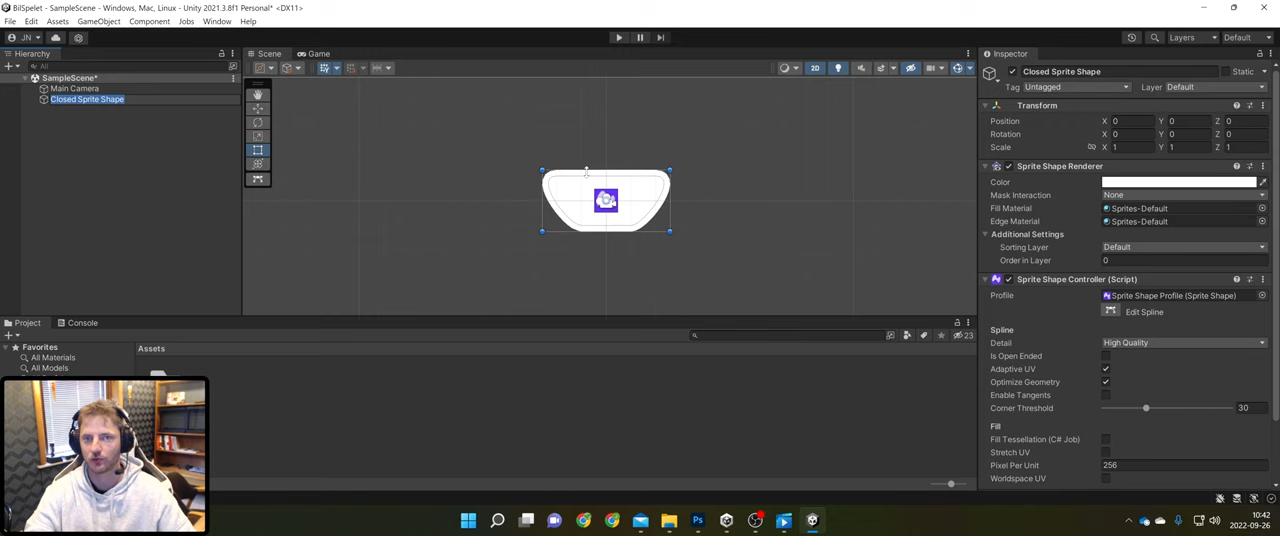 BilSpelet - SampleScene - Windows, Mac, Linux - Unity 2021.3.8f1 Personal* <DX11>
File Edit Assets GameObject Component Jobs Window Help
JN
Layers Default
Hierarchy
All
SampleScene*
Main Camera
Closed Sprite Shape
Scene Game
2D
Inspector
Closed Sprite Shape Static
Tag Untagged Layer Default
Transform
Position X 0 Y 0 Z 0
Rotation X 0 Y 0 Z 0
Scale X 1 Y 1 Z 1
Sprite Shape Renderer
Color
Mask Interaction None
Fill Material Sprites-Default
Edge Material Sprites-Default
Additional Settings
Sorting Layer Default
Order in Layer 0
Sprite Shape Controller (Script)
Profile Sprite Shape Profile (Sprite Shape)
Edit Spline
Spline
Detail High Quality
Is Open Ended
Adaptive UV
Optimize Geometry
Enable Tangents
Corner Threshold 30
Fill
Fill Tessellation (C# Job)
Stretch UV
Pixel Per Unit 256
Worldspace UV
Project Console
23
Favorites
All Materials
All Models
Assets
10:42
2022-09-26